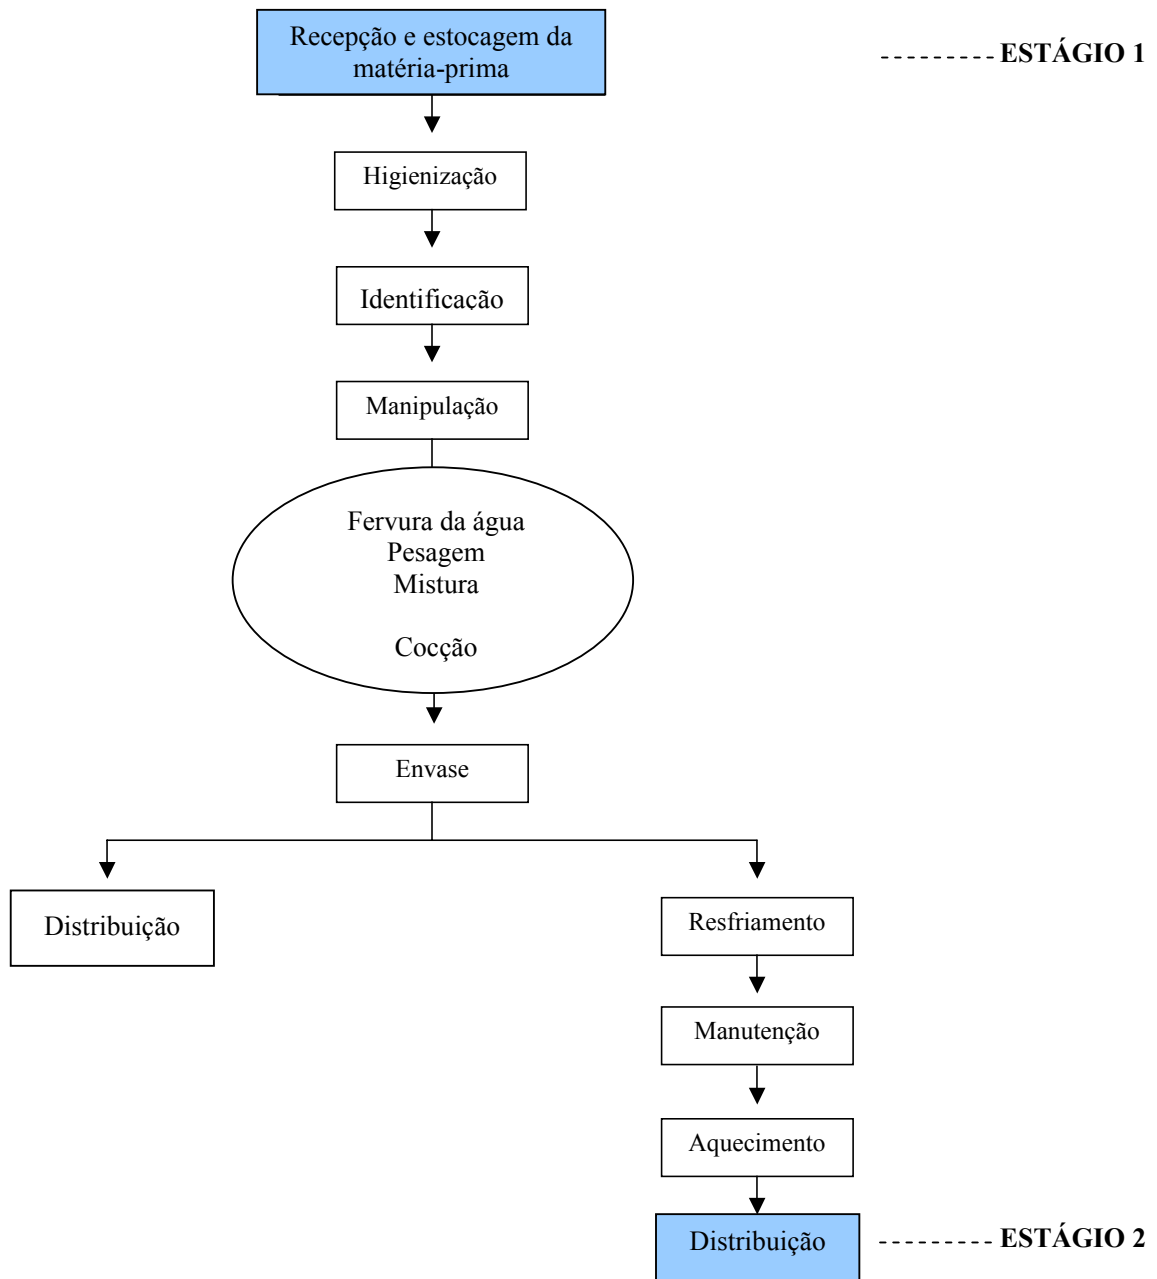 Recepção e estocagem da
matéria-prima
--------- ESTÁGIO 1
Higienização
Identificação
Manipulação
Fervura da água
Pesagem
Mistura
Cocção
Envase
Distribuição
Resfriamento
Manutenção
Aquecimento
Distribuição
--------- ESTÁGIO 2